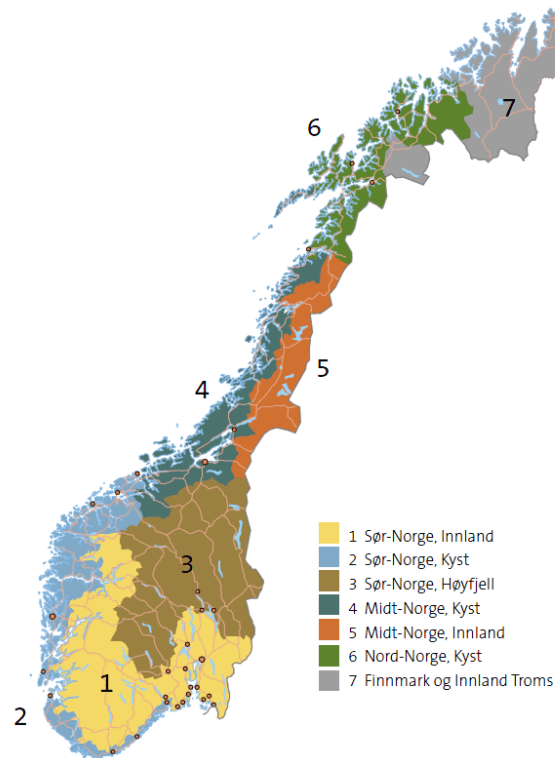 7
6
5
4
3
1
2
1 Sør-Norge, Innland
2 Sør-Norge, Kyst
3 Sør-Norge, Høyfjell
4 Midt-Norge, Kyst
5 Midt-Norge, Innland
6 Nord-Norge, Kyst
7 Finnmark og Innland Troms